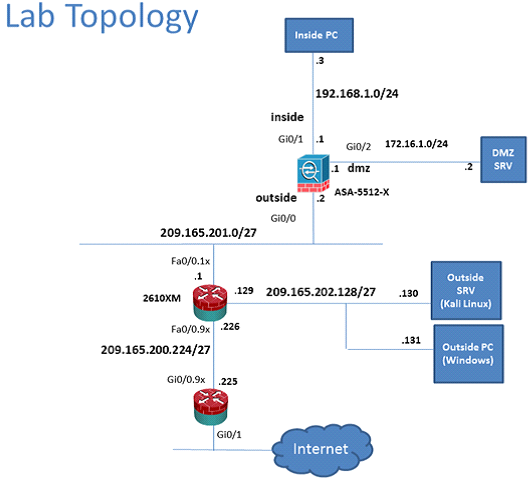 Lab Topology
Inside PC
.3
192.168.1.0/24
inside
Gi0/1
.1
Gi0/2
172.16.1.0/24
DMZ
SRV
.1
dmz
.2
ASA-5512-X
outside
.2
Gi0/0
209.165.201.0/27
Fa0/0.1x
.1
2610XM
.129
209.165.202.128/27
.130
Outside
SRV
(Kali Linux)
Fa0/0.9x
.226
.131
Outside PC
(Windows)
209.165.200.224/27
Gi0/0.9x
.225
Gi0/1
Internet